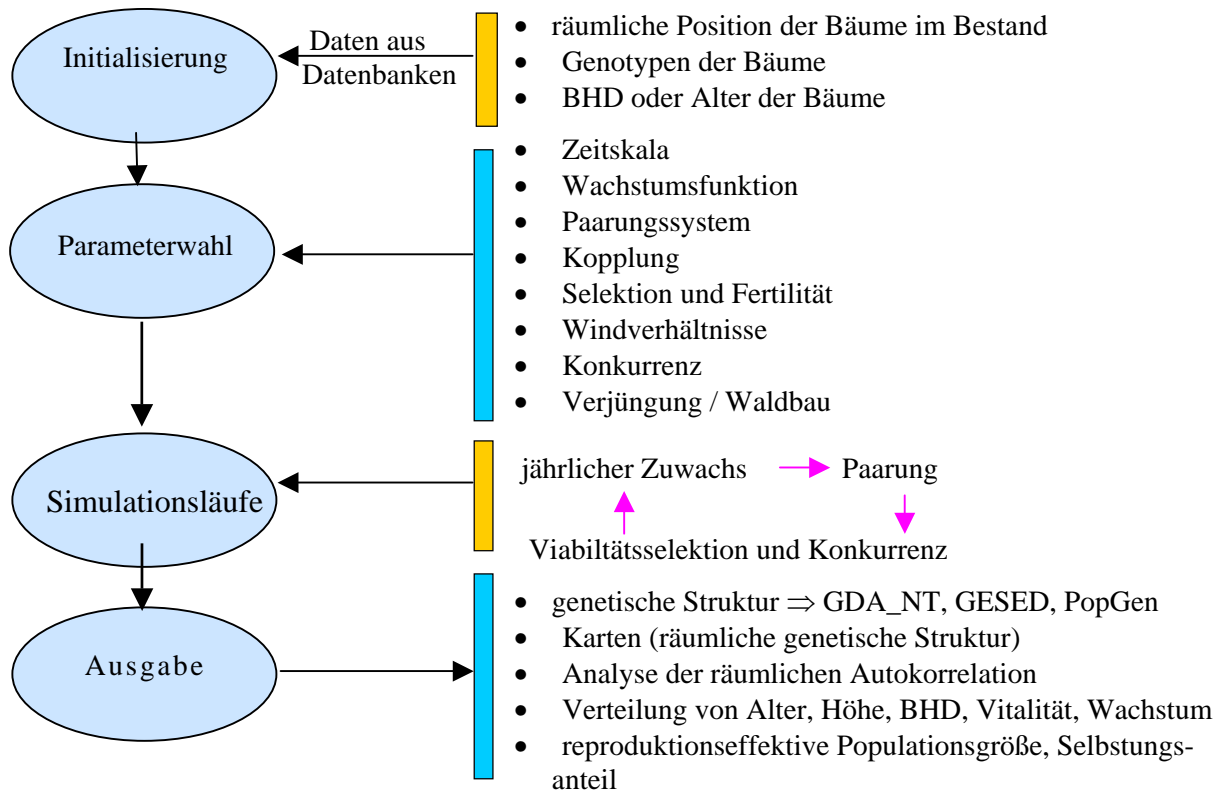 Initialisierung
Daten aus
Datenbanken
• räumliche Position der Bäume im Bestand
• Genotypen der Bäume
• BHD oder Alter der Bäume
Parameterwahl
• Zeitskala
• Wachstumsfunktion
• Paarungssystem
• Kopplung
• Selektion und Fertilität
• Windverhältnisse
• Konkurrenz
• Verjüngung / Waldbau
Simulationsläufe
jährlicher Zuwachs
Paarung
Viabiltätsselektion und Konkurrenz
Ausgabe
• genetische Struktur ⇒ GDA_NT, GESED, PopGen
• Karten (räumliche genetische Struktur)
• Analyse der räumlichen Autokorrelation
• Verteilung von Alter, Höhe, BHD, Vitalität, Wachstum
• reproduktionseffektive Populationsgröße, Selbstungs-
anteil